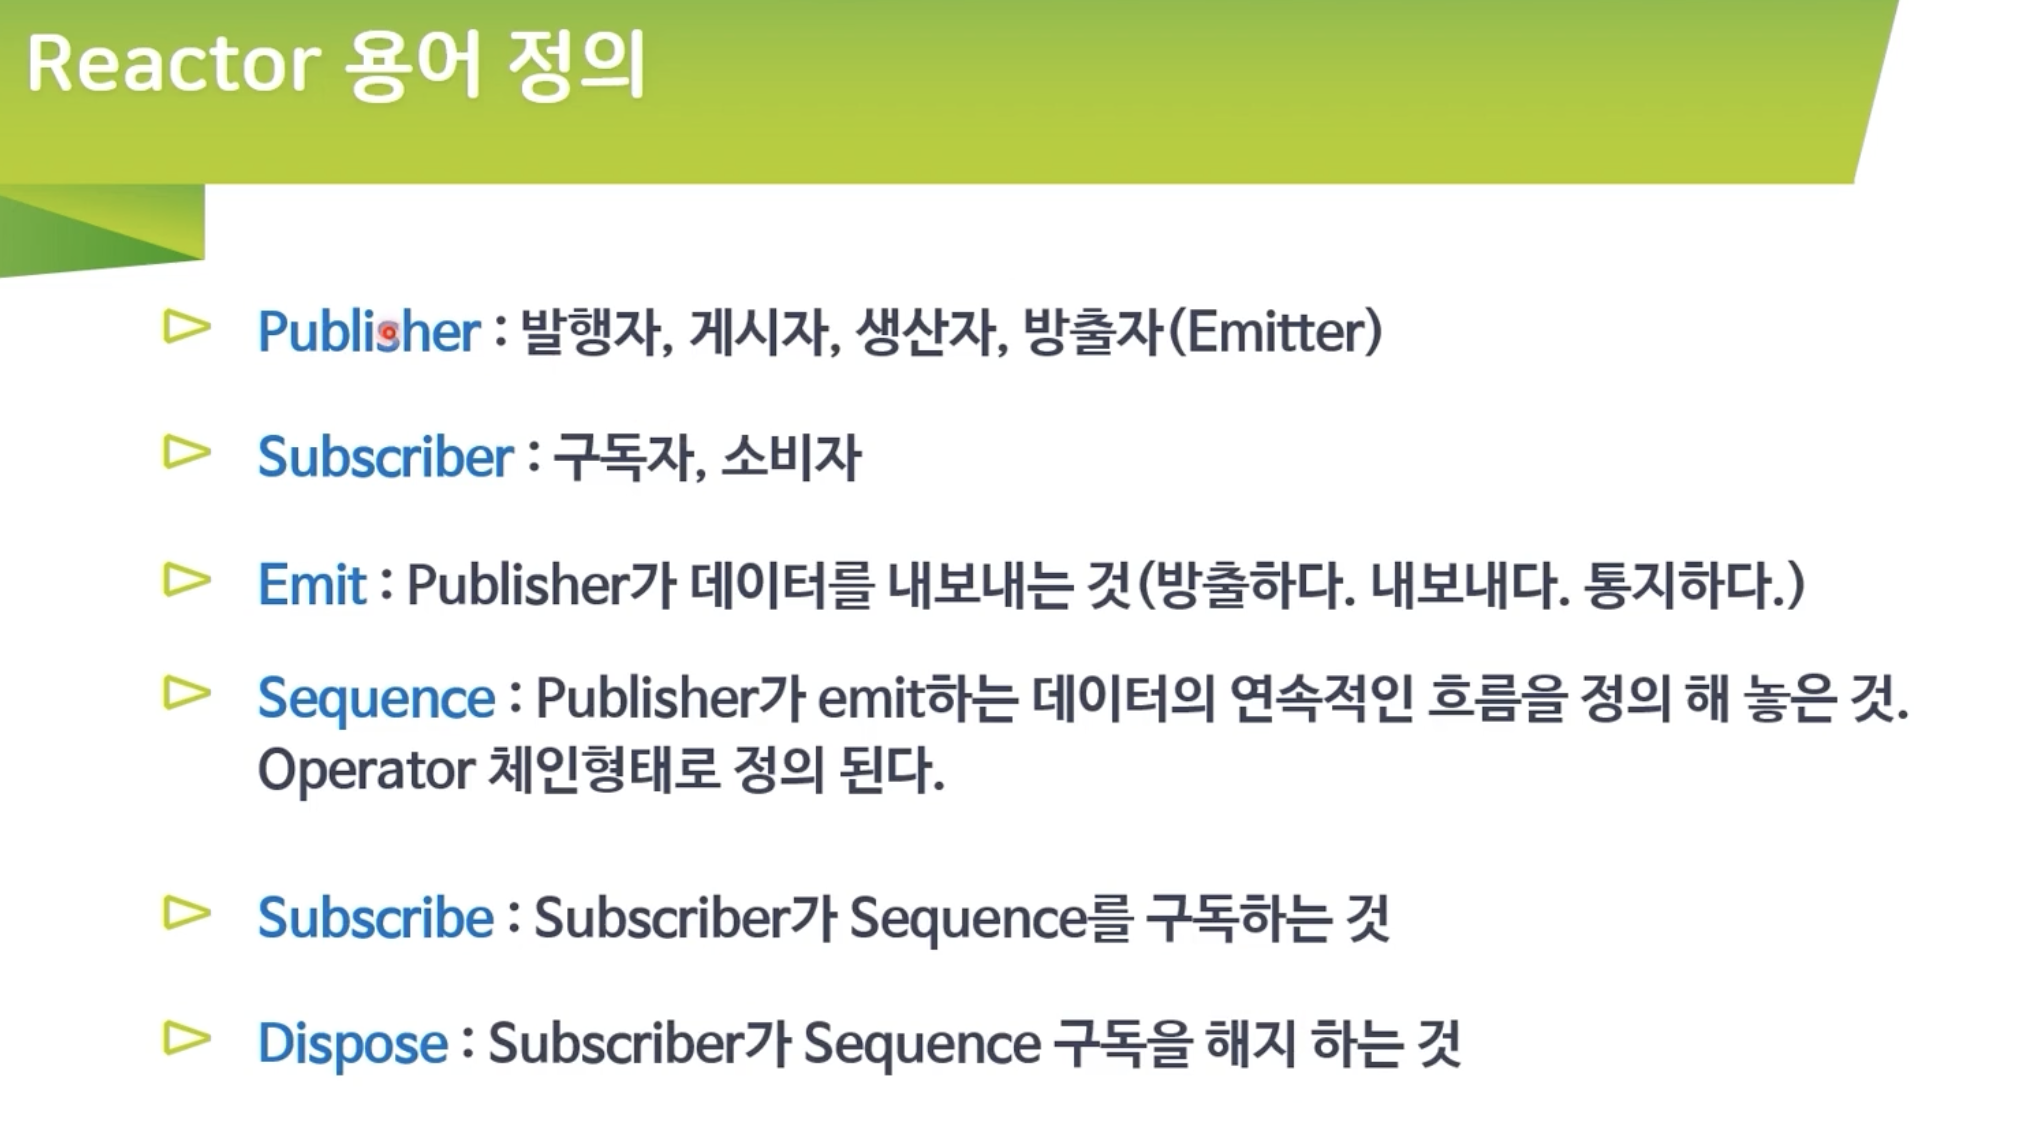 Reactor 용어 정의
Publisher : 발행자, 게시자, 생산자, 방출자(Emitter)
Subscriber : 구독자, 소비자
Emit : Publisher가 데이터를 내보내는 것(방출하다. 내보내다. 통지하다.)
Sequence : Publisher가 emit하는 데이터의 연속적인 흐름을 정의 해 놓은 것.
Operator 체인형태로 정의 된다.
Subscribe : Subscriber가 Sequence를 구독하는 것
Dispose : Subscriber가 Sequence 구독을 해지 하는 것